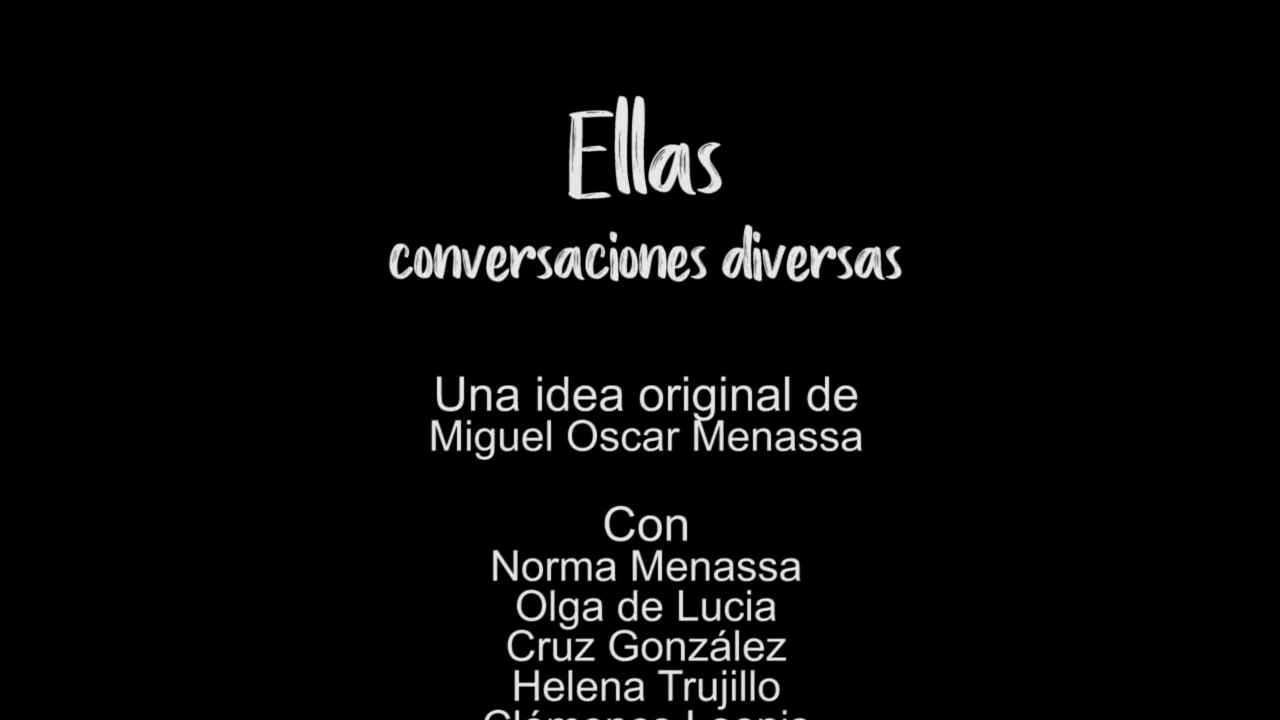 Ellas
conversaciones diversas
Una idea original de
Miguel Oscar Menassa
Con
Norma Menassa
Olga de Lucia
Cruz González
Helena Trujillo